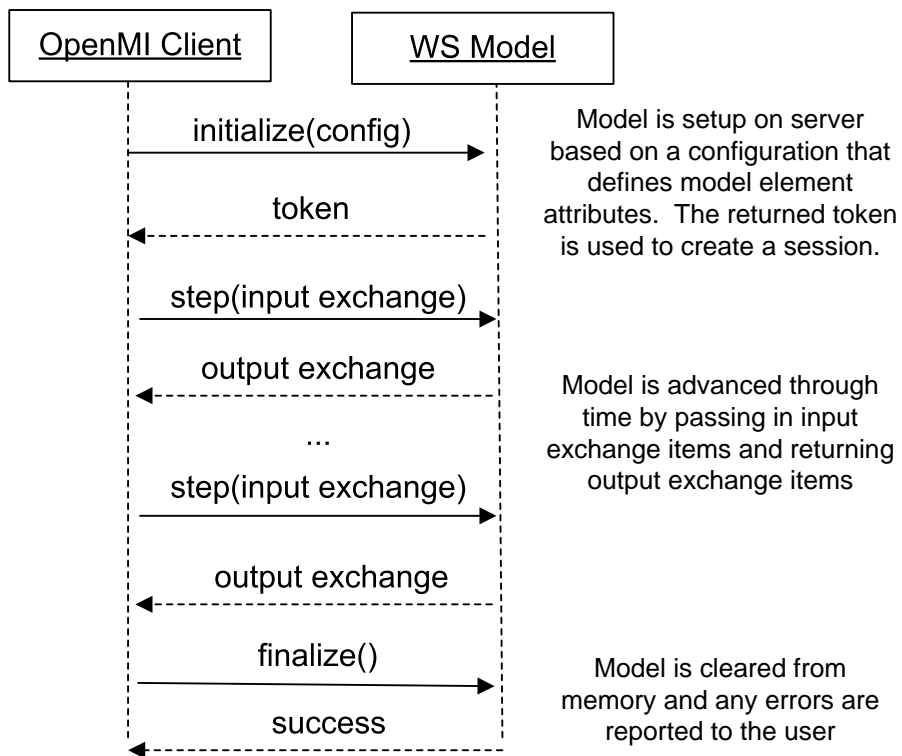 OpenMI Client
WS Model
initialize(config)
Model is setup on server
based on a configuration that
defines model element
attributes.  The returned token
is used to create a session.
token
step(input exchange)
output exchange
...
step(input exchange)
Model is advanced through
time by passing in input
exchange items and returning
output exchange items
output exchange
finalize()
success
Model is cleared from
memory and any errors are
reported to the user